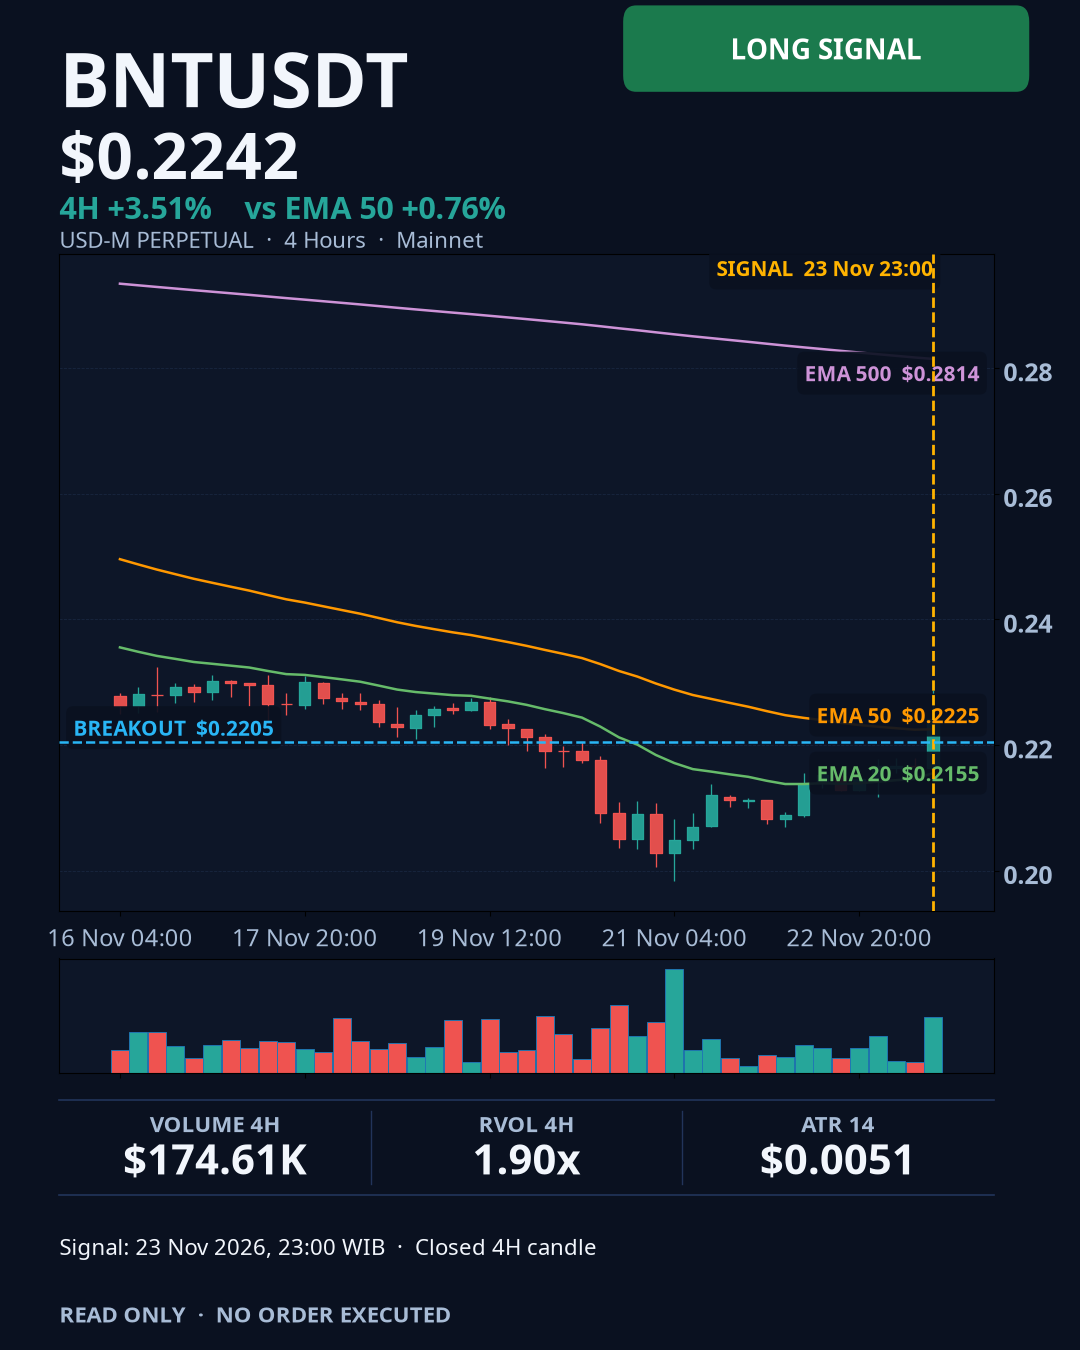 LONG SIGNAL
BNTUSDT
$0.2242
4H +3.51% vs EMA 50 +0.76%
USD-M PERPETUAL · 4 Hours · Mainnet
SIGNAL 23 Nov 23:00
EMA 500 $0.2814
0.28
0.26
0.24
EMA 50 $0.2225
BREAKOUT $0.2205
0.22
EMA 20 $0.2155
0.20
16 Nov 04:00 17 Nov 20:00 19 Nov 12:00 21 Nov 04:00 22 Nov 20:00
VOLUME 4H RVOL 4H ATR 14
$174.61K 1.90x $0.0051
Signal: 23 Nov 2026, 23:00 WIB · Closed 4H candle
READ ONLY · NO ORDER EXECUTED